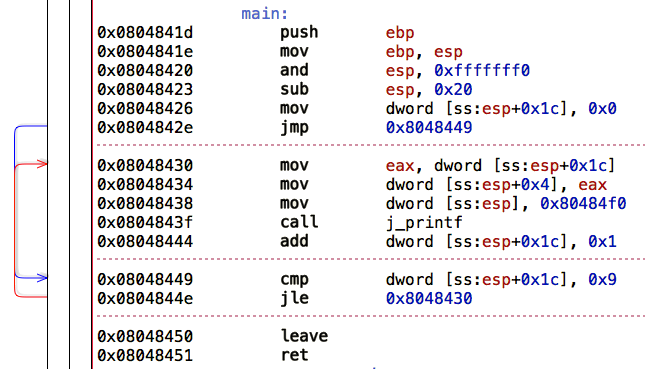 main:
0x0804841d push ebp
0x0804841e mov ebp, esp
0x08048420 and esp, 0xfffffff0
0x08048423 sub esp, 0x20
0x08048426 mov dword [ss:esp+0x1c], 0x0
0x0804842e jmp 0x8048449
0x08048430 mov eax, dword [ss:esp+0x1c]
0x08048434 mov dword [ss:esp+0x4], eax
0x08048438 mov dword [ss:esp], 0x80484f0
0x0804843f call j_printf
0x08048444 add dword [ss:esp+0x1c], 0x1
0x08048449 cmp dword [ss:esp+0x1c], 0x9
0x0804844e jle 0x8048430
0x08048450 leave
0x08048451 ret